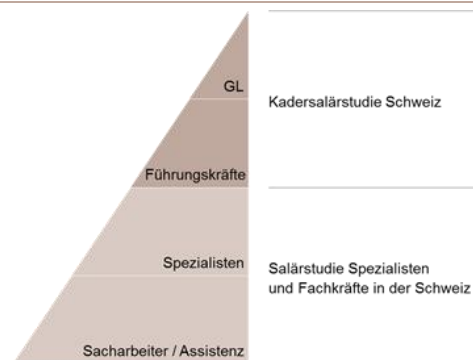 GL
Kadersalärstudie Schweiz
Führungskräfte
Spezialisten
Salärstudie Spezialisten
und Fachkräfte in der Schweiz
Sacharbeiter / Assistenz